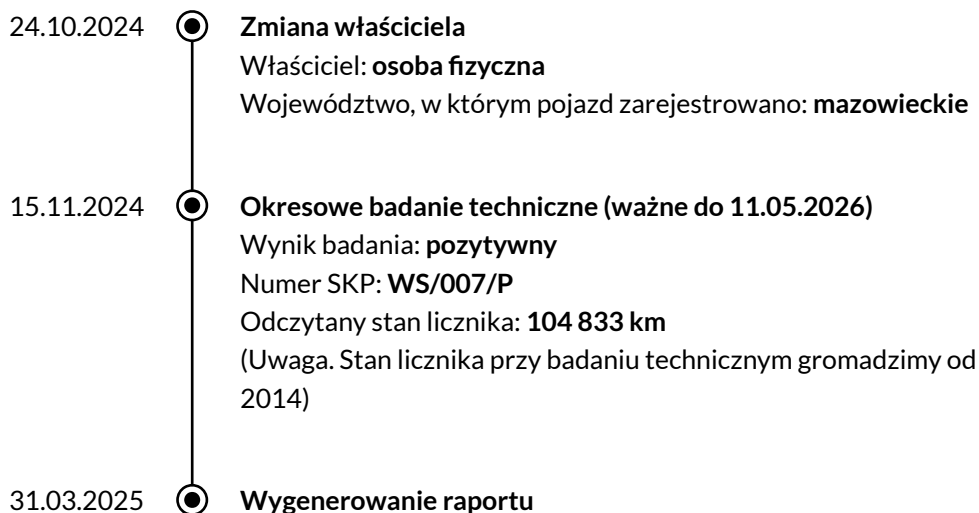 24.10.2024 Zmiana właściciela
Właściciel: osoba fizyczna
Województwo, w którym pojazd zarejestrowano: mazowieckie
15.11.2024 Okresowe badanie techniczne (ważne do 11.05.2026)
Wynik badania: pozytywny
Numer SKP: WS/007/P
Odczytany stan licznika: 104 833 km
(Uwaga. Stan licznika przy badaniu technicznym gromadzimy od
2014)
31.03.2025 Wygenerowanie raportu